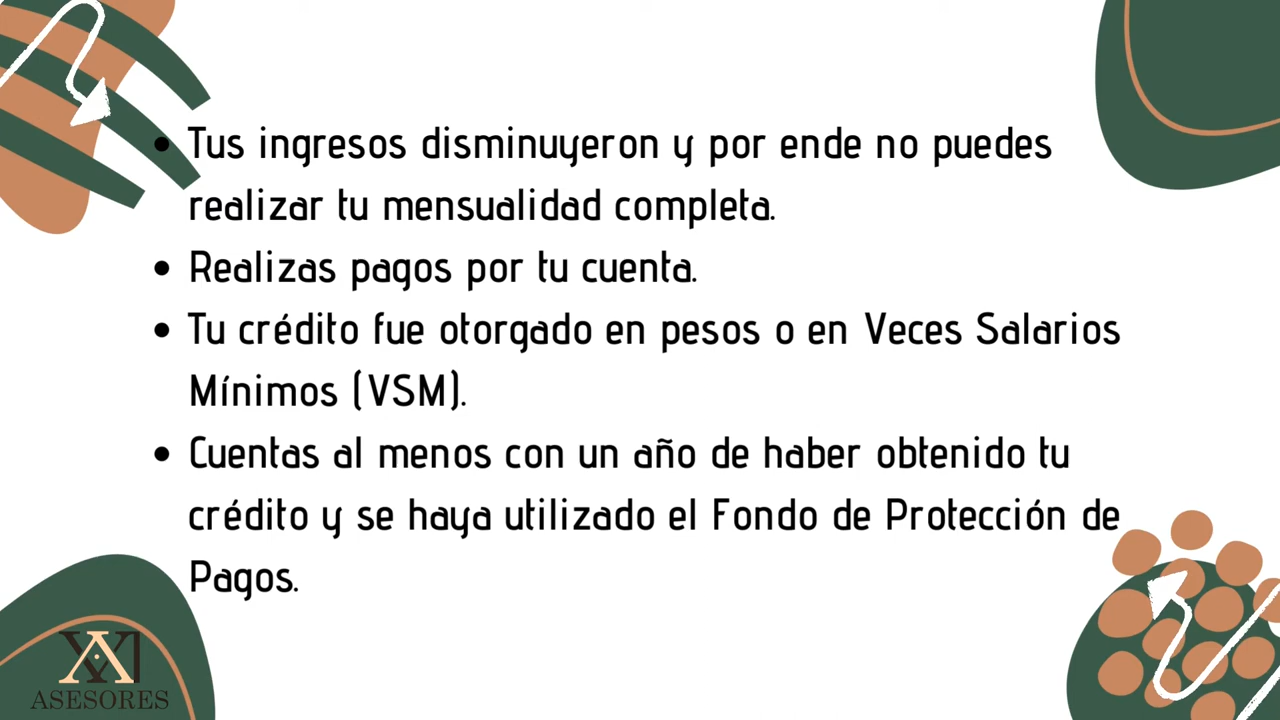 • Tus ingresos disminuyeron y por ende no puedes
realizar tu mensualidad completa.
• Realizas pagos por tu cuenta.
• Tu crédito fue otorgado en pesos o en Veces Salarios
Mínimos (VSM).
• Cuentas al menos con un año de haber obtenido tu
crédito y se haya utilizado el Fondo de Protección de
Pagos.
ASESORES